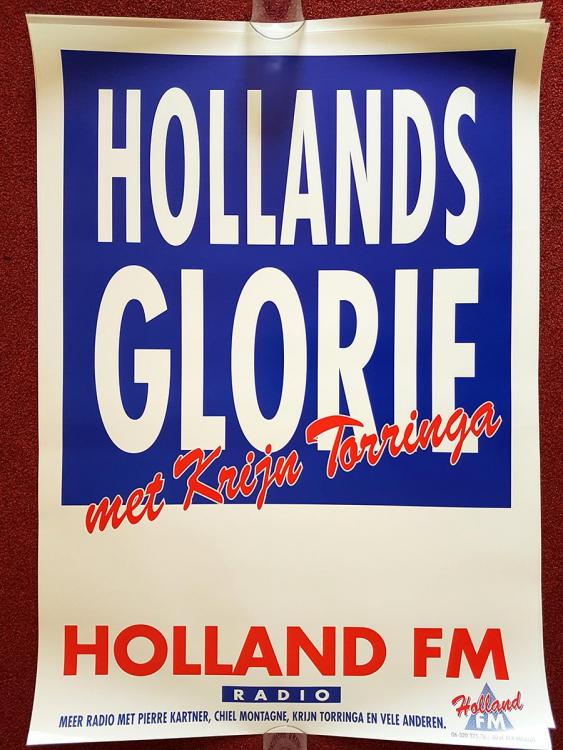 HOLLANDS
GLORIE
met Krijn Torringa
HOLLAND FM
RADIO
MEER RADIO MET PIERRE KARTNER, CHIEL MONTAGNE, KRIJN TORRINGA EN VELE ANDEREN.
Holland
FM